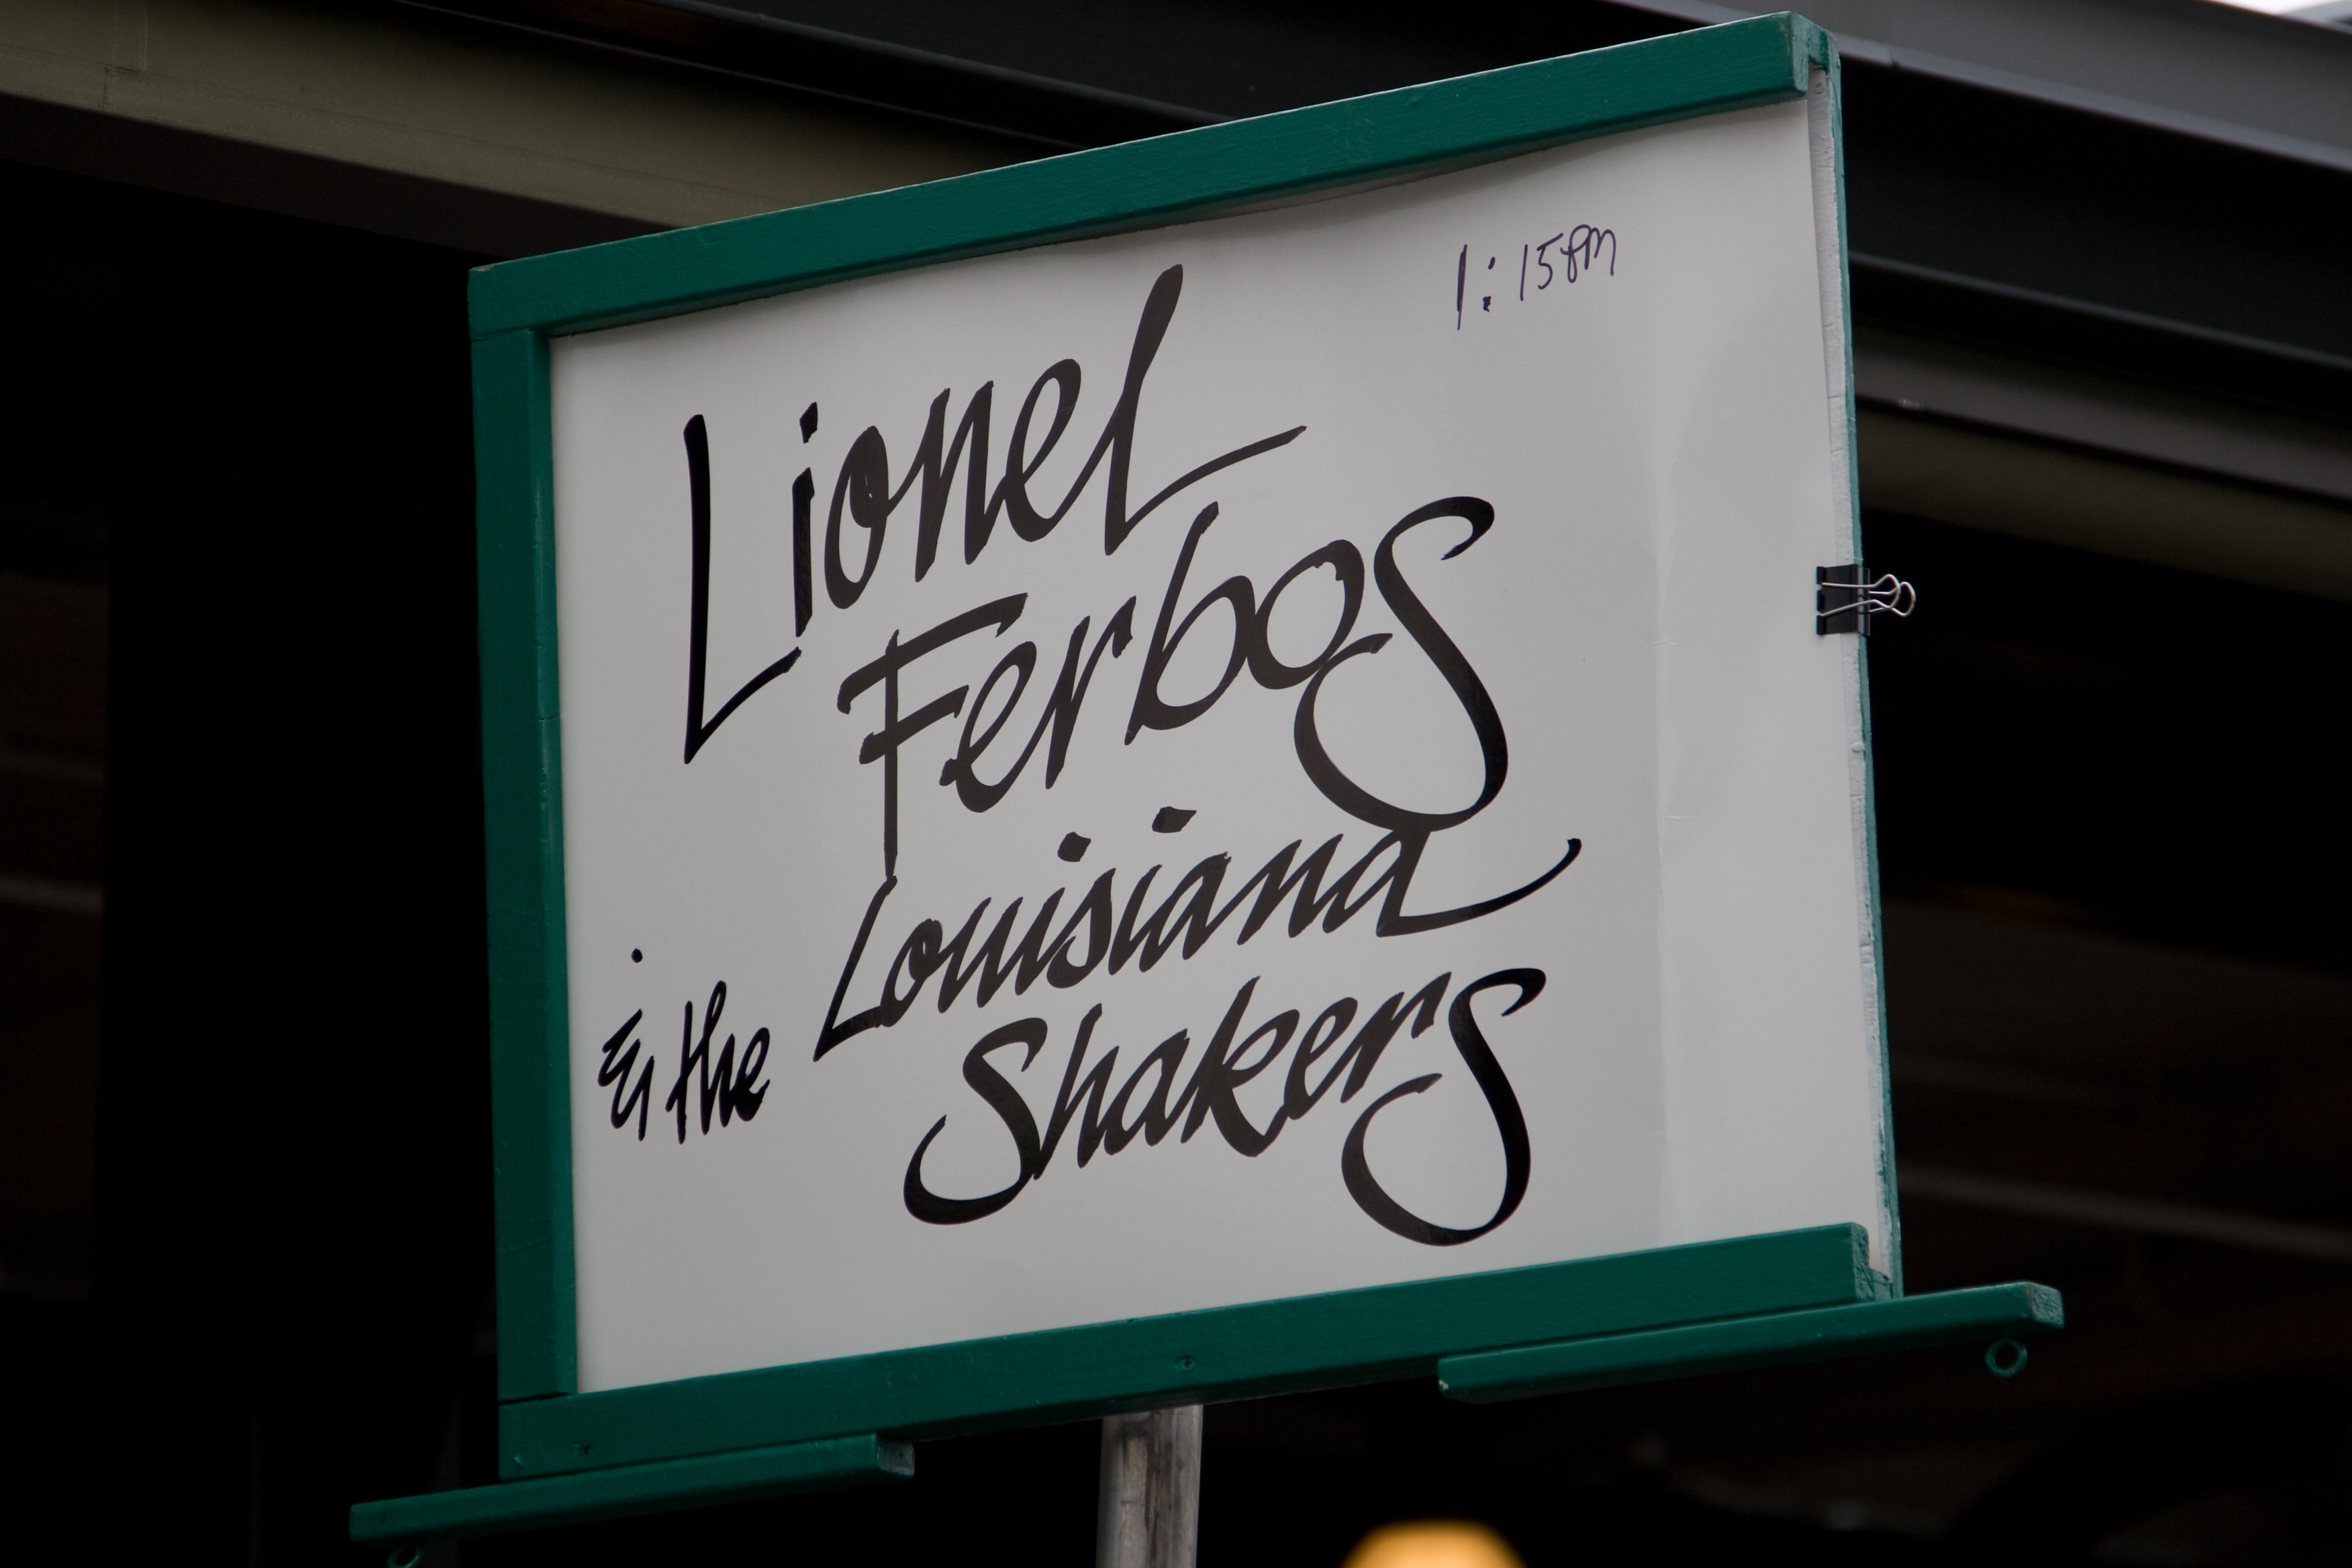 1:15PM
Lionel
Ferbos
& the Louisiana
Shakers